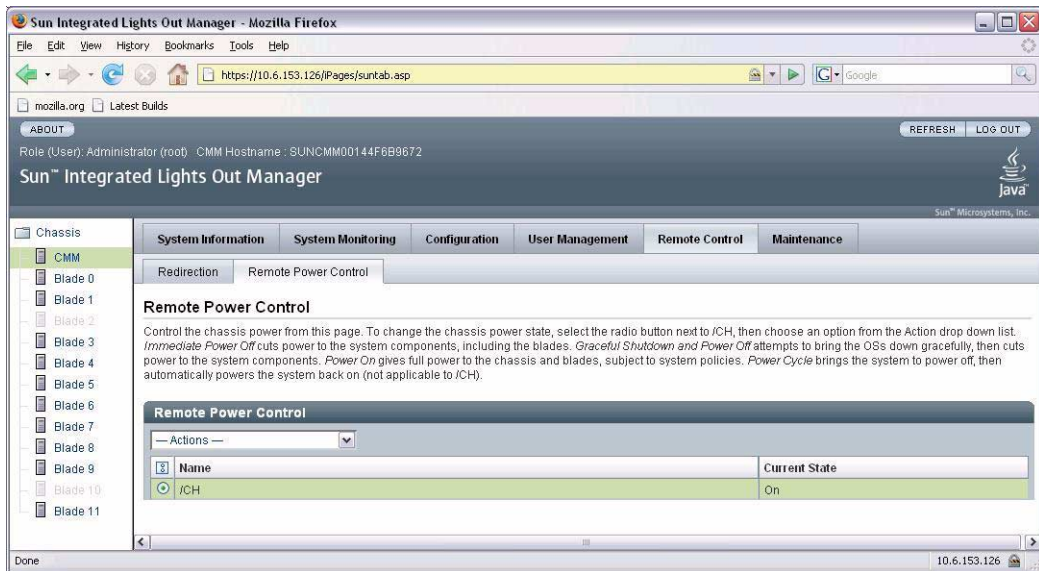 Sun Integrated Lights Out Manager - Mozilla Firefox
File Edit View History Bookmarks Tools Help
https://10.6.153.126/iPages/suntab.asp
G Google
mozilla.org Latest Builds
ABOUT REFRESH LOG OUT
Role (User): Administrator (root) CMM Hostname : SUNCMM00144F6B9672
Sun™ Integrated Lights Out Manager
Java
Sun™ Microsystems, Inc.
Chassis
CMM
Blade 0
Blade 1
Blade 2
Blade 3
Blade 4
Blade 5
Blade 6
Blade 7
Blade 8
Blade 9
Blade 10
Blade 11
System Information System Monitoring Configuration User Management Remote Control Maintenance
Redirection Remote Power Control
Remote Power Control
Control the chassis power from this page. To change the chassis power state, select the radio button next to /CH, then choose an option from the Action drop down list.
Immediate Power Off cuts power to the system components, including the blades. Graceful Shutdown and Power Off attempts to bring the OSs down gracefully, then cuts
power to the system components. Power On gives full power to the chassis and blades, subject to system policies. Power Cycle brings the system to power off, then
automatically powers the system back on (not applicable to /CH).
Remote Power Control
— Actions —
Name Current State
/CH On
Done 10.6.153.126